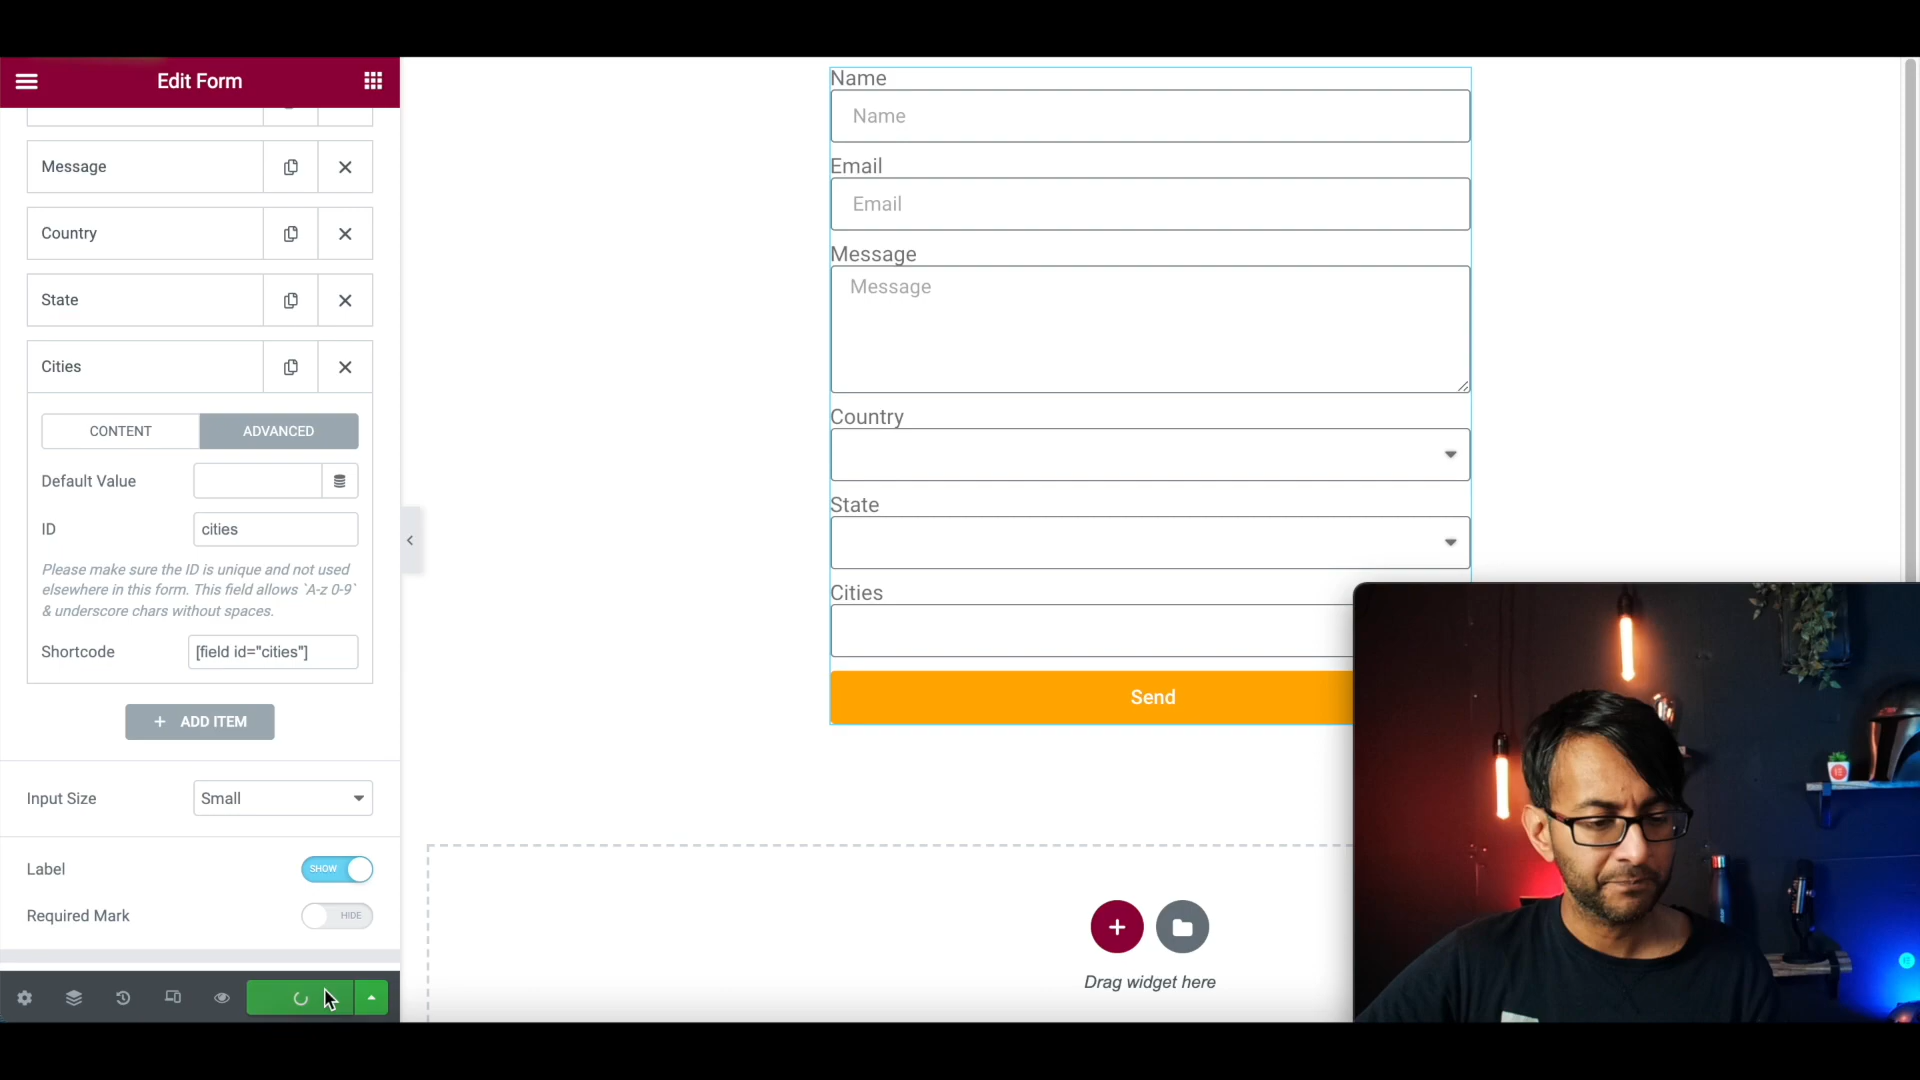 Edit Form
Message
Country
State
Cities
CONTENT
ADVANCED
Default Value
ID
cities
Please make sure the ID is unique and not used
elsewhere in this form. This field allows `A-z 0-9`
& underscore chars without spaces.
Shortcode
[field id="cities"]
+ ADD ITEM
Input Size
Small
Label
SHOW
Required Mark
HIDE
Name
Name
Email
Email
Message
Message
Country
State
Cities
Send
Drag widget here